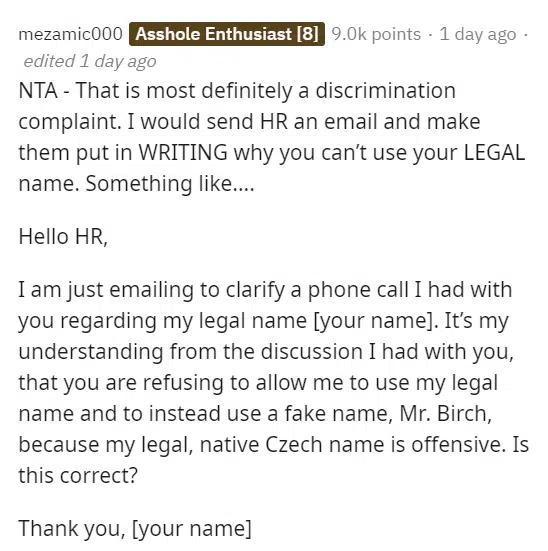 mezamic000 Asshole Enthusiast [8] 9.0k points · 1 day ago ·
edited 1 day ago
NTA - That is most definitely a discrimination
complaint. I would send HR an email and make
them put in WRITING why you can’t use your LEGAL
name. Something like....
Hello HR,
I am just emailing to clarify a phone call I had with
you regarding my legal name [your name]. It’s my
understanding from the discussion I had with you,
that you are refusing to allow me to use my legal
name and to instead use a fake name, Mr. Birch,
because my legal, native Czech name is offensive. Is
this correct?
Thank you, [your name]